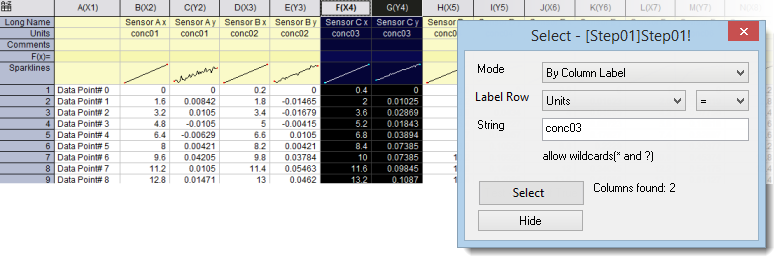 A(X1) B(X2) C(Y2) D(X3) E(Y3) F(X4) G(Y4) H(X5) I(Y5) J(X6) K(Y6) L(X7) M(Y7)
Long Name Sensor A x Sensor A y Sensor B x Sensor B y Sensor C x Sensor C y
Units conc01 conc01 conc02 conc02 conc03 conc03
Comments
F(x)=
Sparklines
1 Data Point# 0 0 0 0.2 0 0.4 0
2 Data Point# 1 1.6 0.00842 1.8 -0.01465 2 0.01025
3 Data Point# 2 3.2 0.0105 3.4 -0.01679 3.6 0.02869
4 Data Point# 3 4.8 -0.0105 5 -0.00415 5.2 0.01843
5 Data Point# 4 6.4 -0.00629 6.6 0.0105 6.8 0.03894
6 Data Point# 5 8 0.00421 8.2 0.00421 8.4 0.07385
7 Data Point# 6 9.6 0.04205 9.8 0.03784 10 0.07385
8 Data Point# 7 11.2 0.0105 11.4 0.05463 11.6 0.09845
9 Data Point# 8 12.8 0.01471 13 0.0462 13.2 0.1087
Select - [Step01]Step01!
Mode By Column Label
Label Row Units =
String conc03
allow wildcards(* and ?)
Select Columns found: 2
Hide